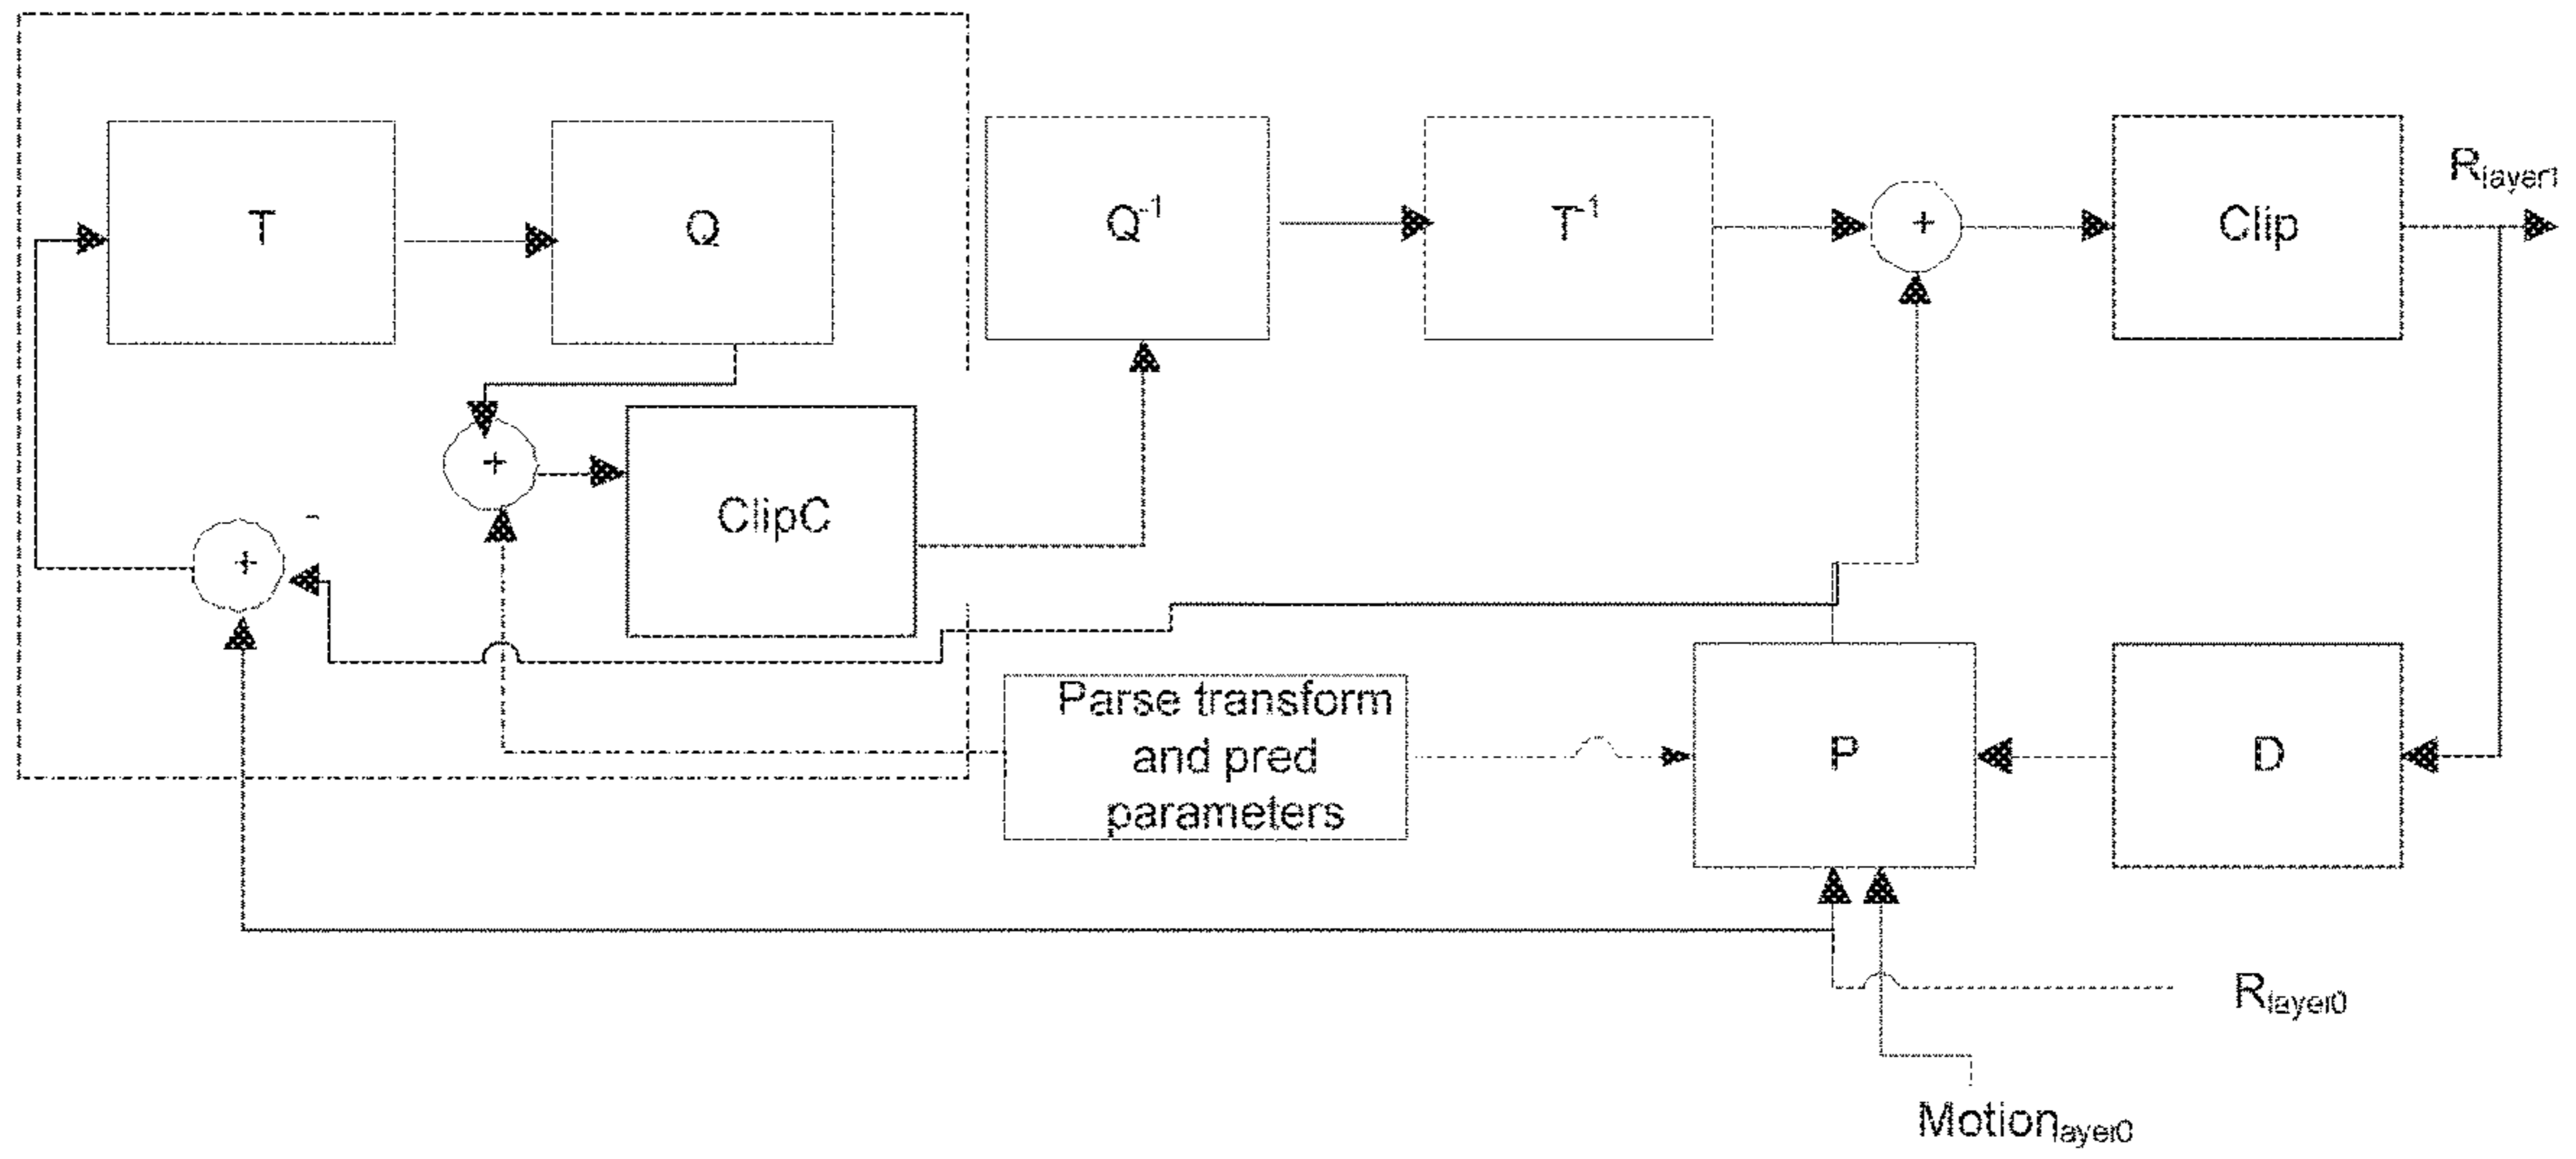 T
Q
Q-1
T-1
+
Clip
Rlayer1
+
ClipC
+
-
Parse transform
and pred
parameters
P
D
Rlayer0
Motionlayer0